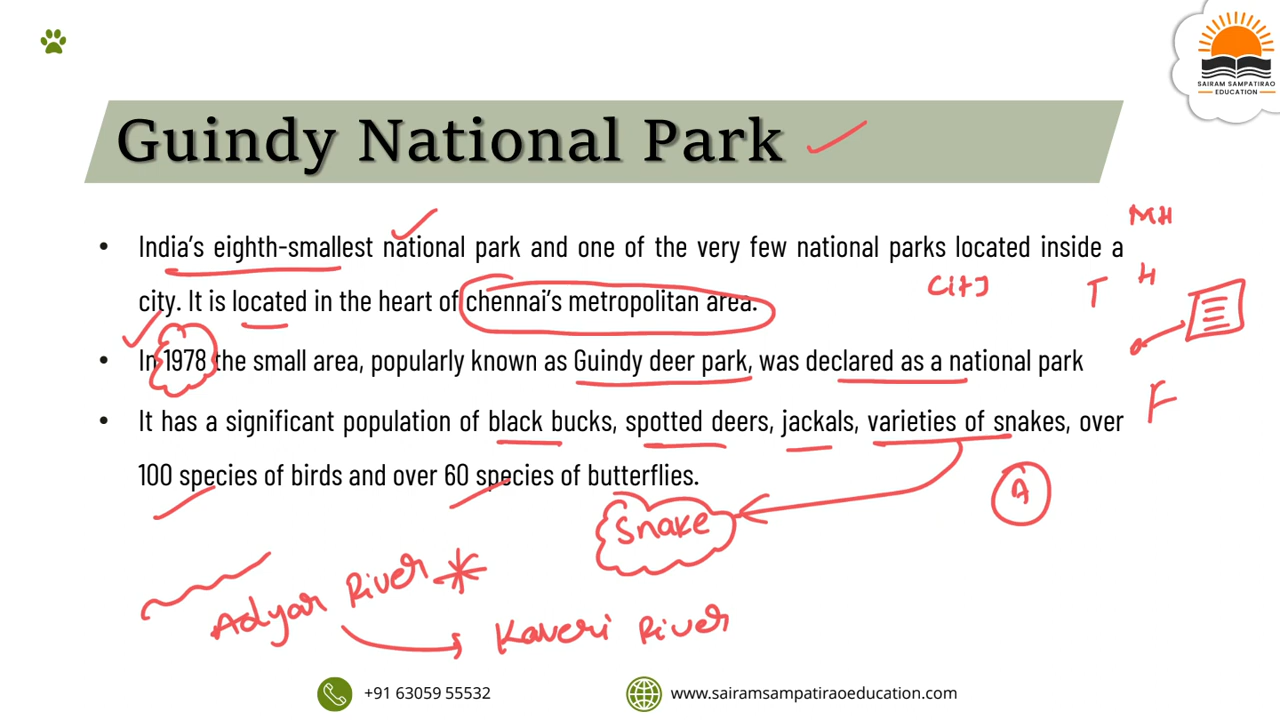 SAIRAM SAMPATIRAO
EDUCATION
Guindy National Park
MH
• India's eighth-smallest national park and one of the very few national parks located inside a
City
T
H
city. It is located in the heart of chennai's metropolitan area.
• In 1978 the small area, popularly known as Guindy deer park, was declared as a national park
F
• It has a significant population of black bucks, spotted deers, jackals, varieties of snakes, over
100 species of birds and over 60 species of butterflies.
A
Snake
Adyar River
Kaveri River
+91 63059 55532
www.sairamsampatiraoeducation.com